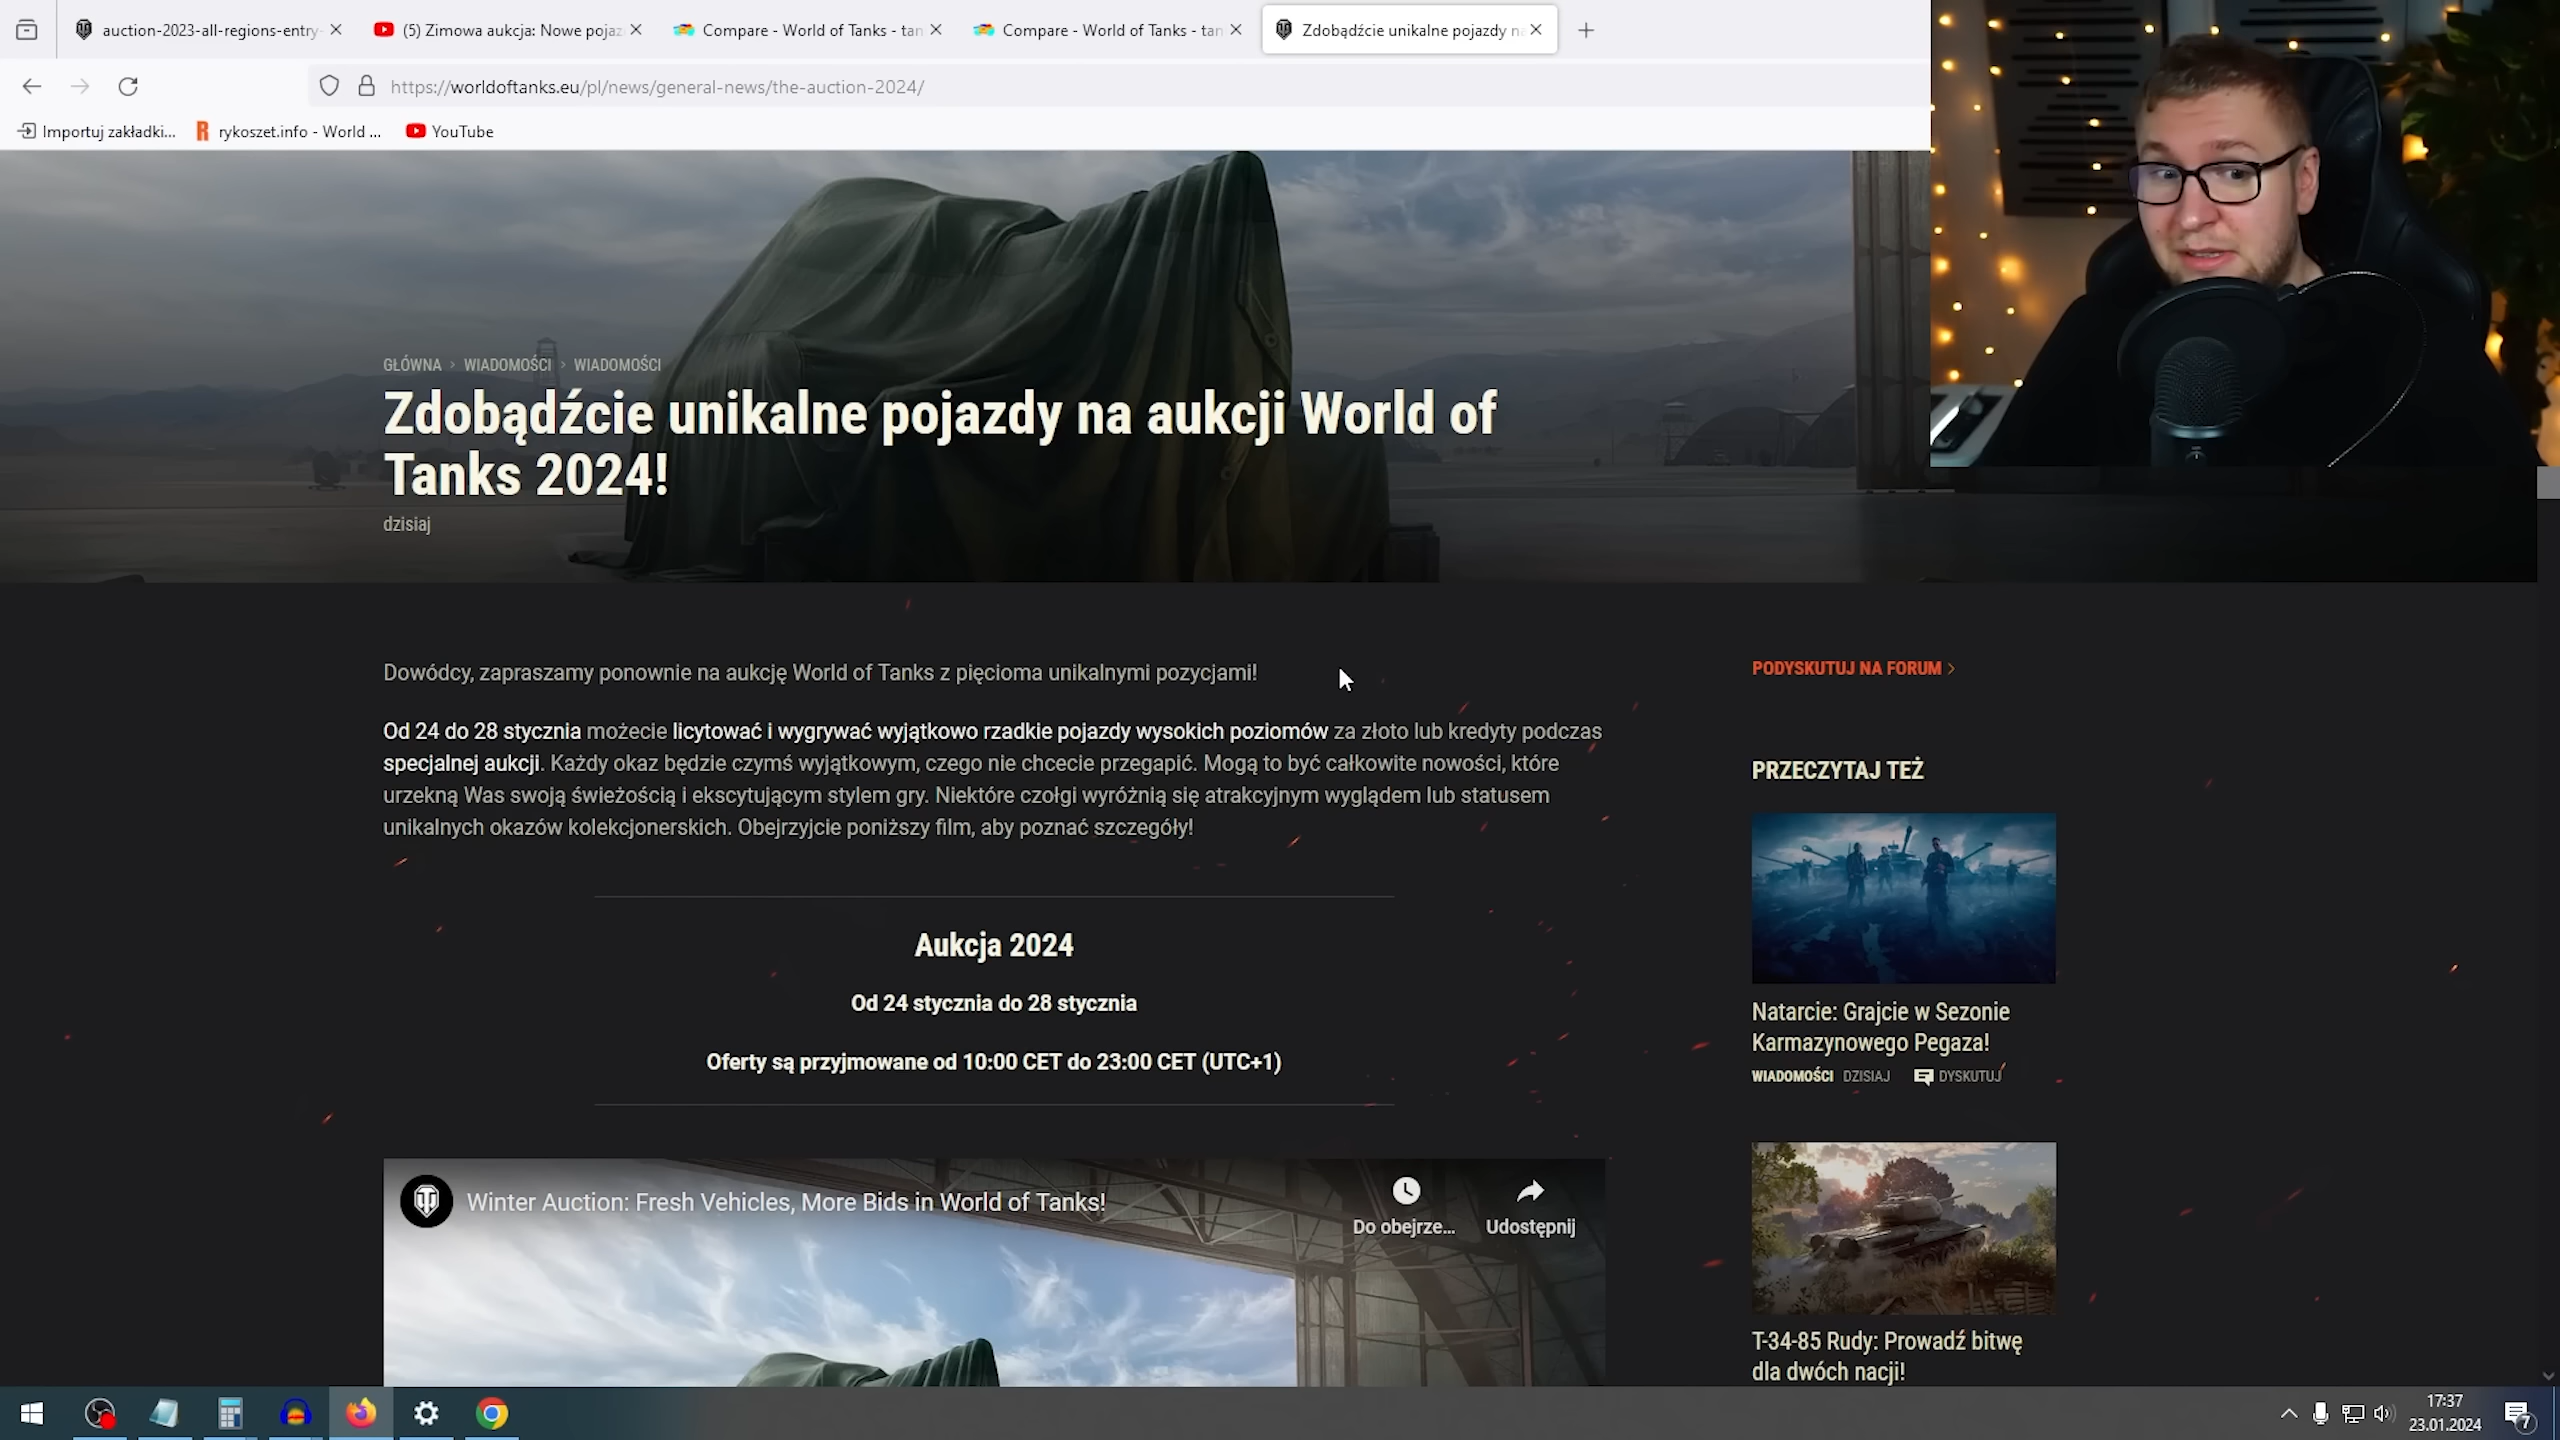 auction-2023-all-regions-entry-
(5) Zimowa aukcja: Nowe pojaz
Compare - World of Tanks - tan
Compare - World of Tanks - tan
Zdobądźcie unikalne pojazdy n
https://worldoftanks.eu/pl/news/general-news/the-auction-2024/
Importuj zakładki...
rykoszet.info - World ...
YouTube
GŁÓWNA > WIADOMOŚCI > WIADOMOŚCI
Zdobądźcie unikalne pojazdy na aukcji World of
Tanks 2024!
dzisiaj
Dowódcy, zapraszamy ponownie na aukcję World of Tanks z pięcioma unikalnymi pozycjami!
Od 24 do 28 stycznia możecie licytować i wygrywać wyjątkowo rzadkie pojazdy wysokich poziomów za złoto lub kredyty podczas
specjalnej aukcji. Każdy okaz będzie czymś wyjątkowym, czego nie chcecie przegapić. Mogą to być całkowite nowości, które
urzekną Was swoją świeżością i ekscytującym stylem gry. Niektóre czołgi wyróżnią się atrakcyjnym wyglądem lub statusem
unikalnych okazów kolekcjonerskich. Obejrzyjcie poniższy film, aby poznać szczegóły!
Aukcja 2024
Od 24 stycznia do 28 stycznia
Oferty są przyjmowane od 10:00 CET do 23:00 CET (UTC+1)
Winter Auction: Fresh Vehicles, More Bids in World of Tanks!
Do obejrze...
Udostępnij
PODYSKUTUJ NA FORUM >
PRZECZYTAJ TEŻ
Natarcie: Grajcie w Sezonie
Karmazynowego Pegaza!
WIADOMOŚCI DZISIAJ DYSKUTUJ
T-34-85 Rudy: Prowadź bitwę
dla dwóch nacji!
17:37
23.01.2024
7